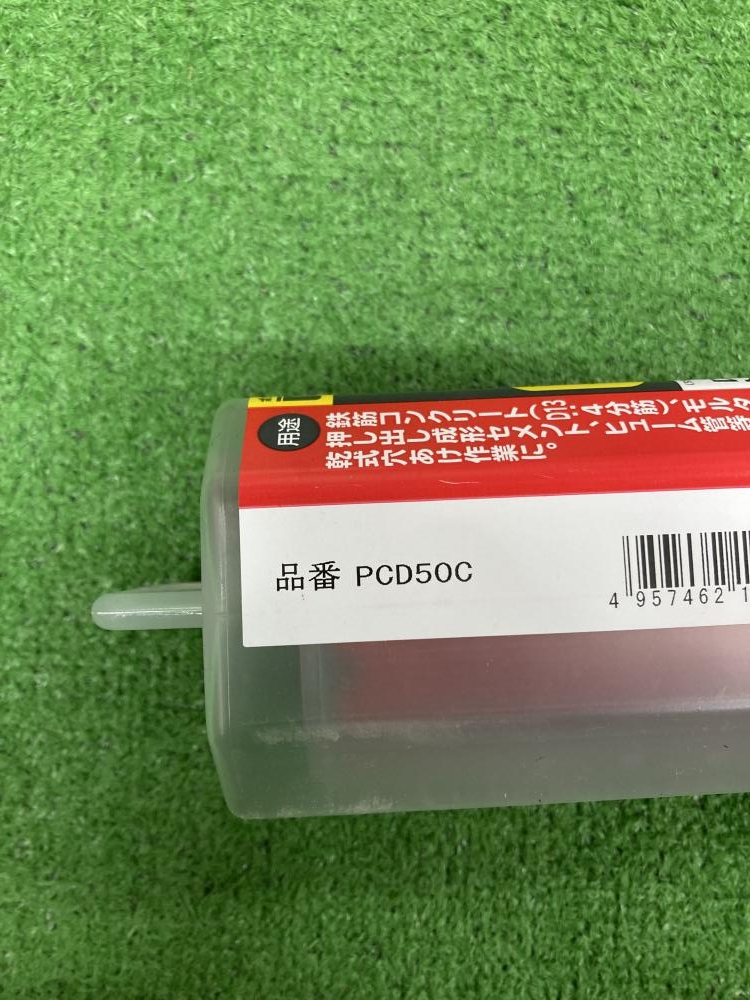 用途
鉄筋コンクリート(D13:4分筋)、モルタ
押し出し成形セメント、ヒューム管等
乾式穴あけ作業に。
品番 PCD50C
4 957462 1